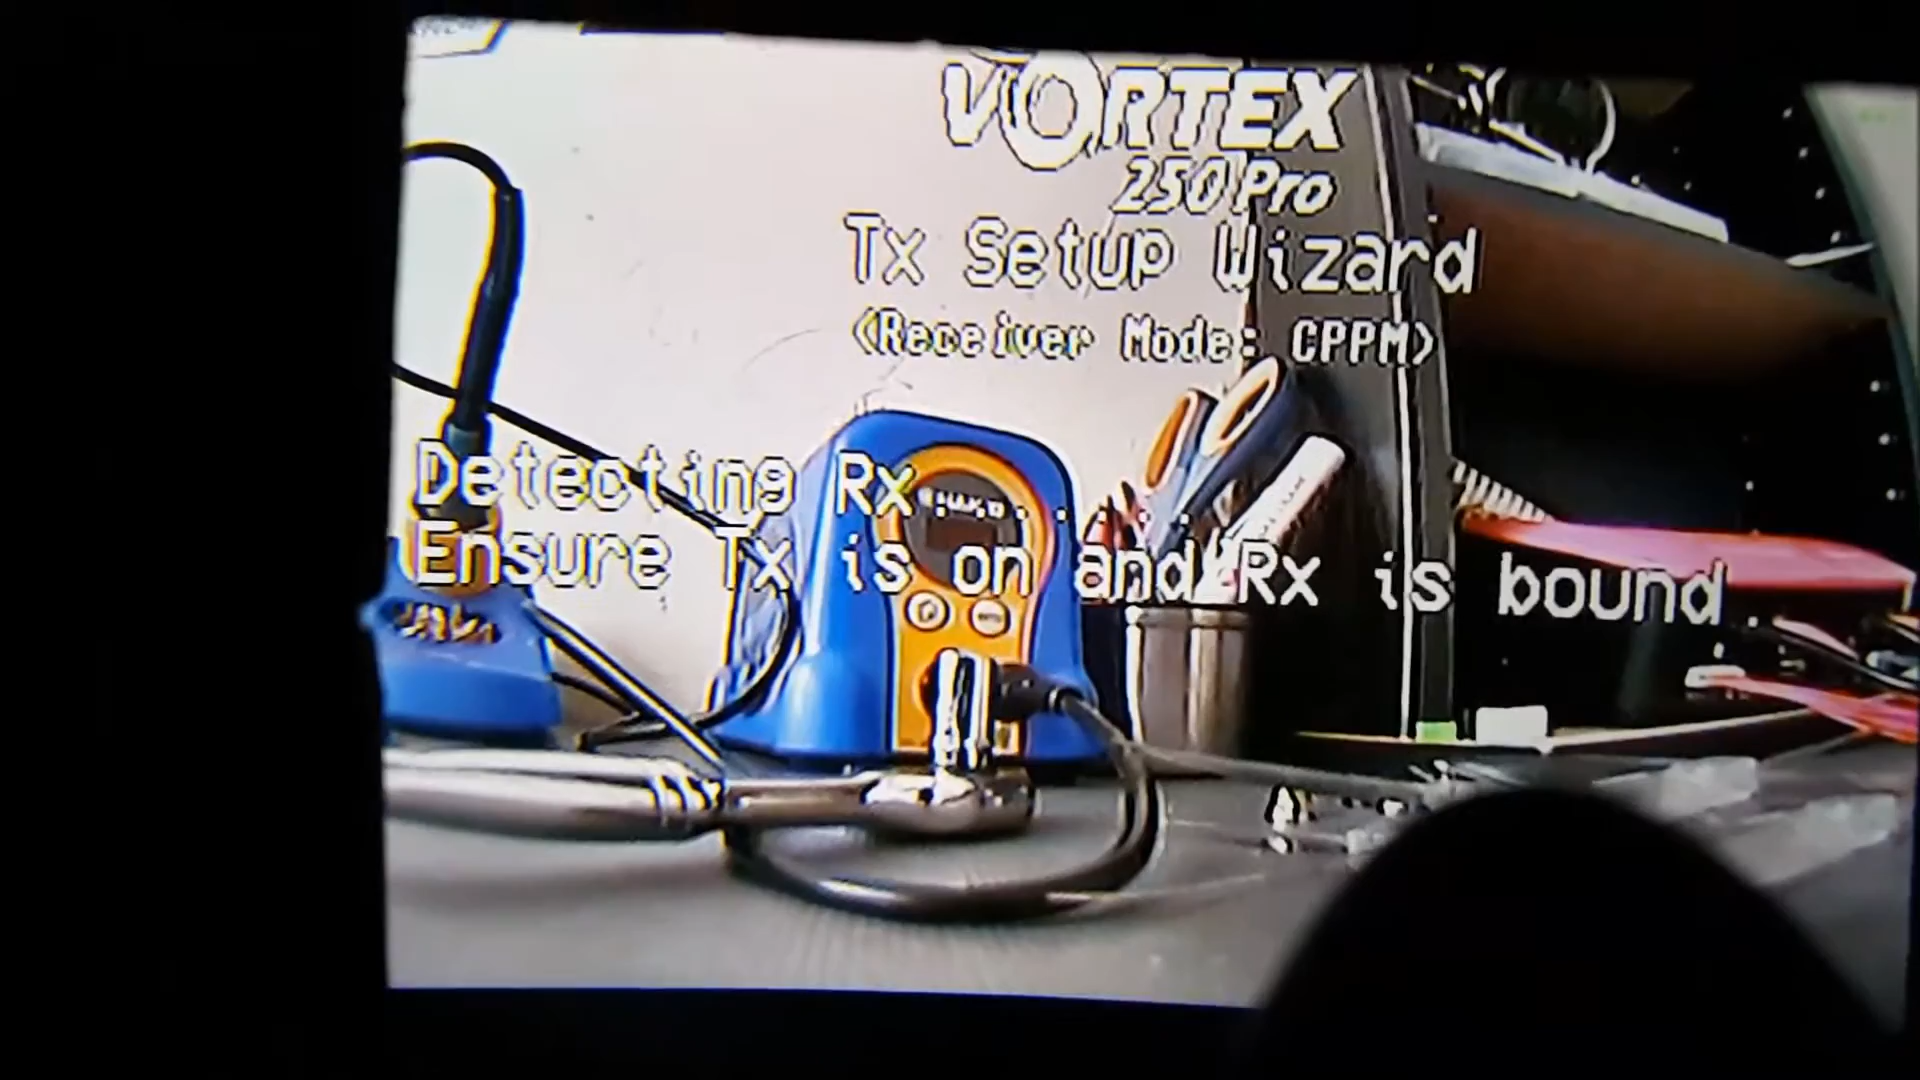 VORTEX
250 Pro
Tx Setup Wizard
<Receiver Mode: CPPM>
Detecting Rx......
Ensure Tx is on and Rx is bound.